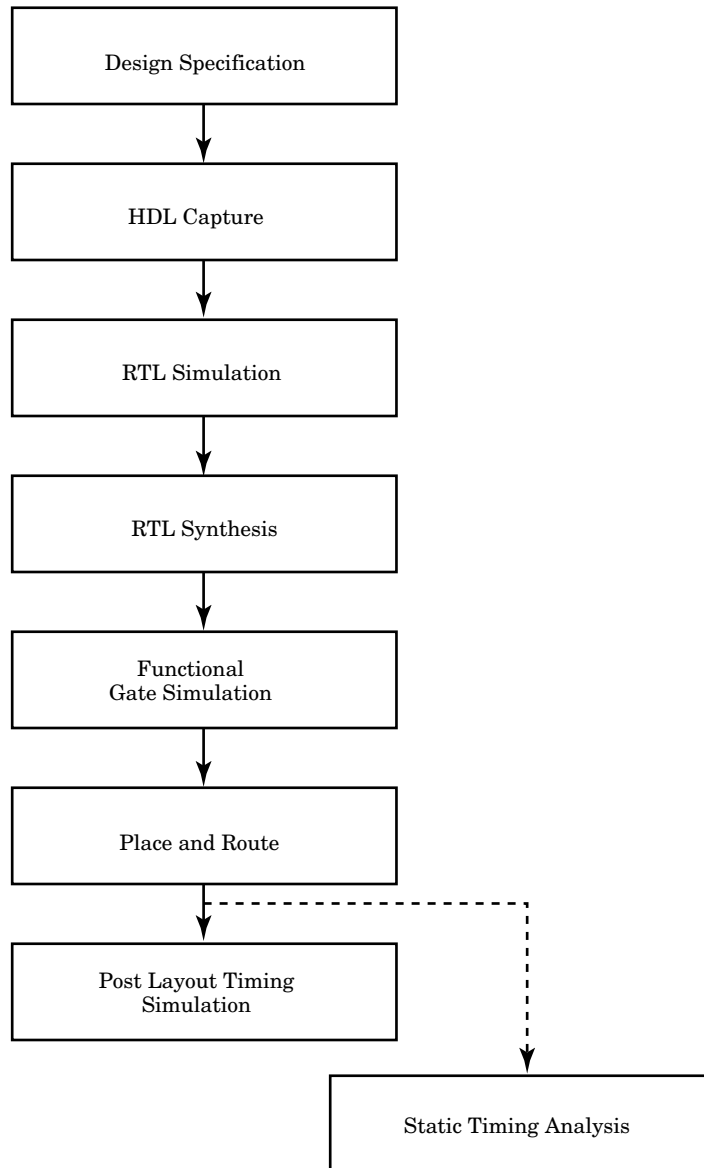 Design Specification
HDL Capture
RTL Simulation
RTL Synthesis
Functional
Gate Simulation
Place and Route
Post Layout Timing
Simulation
Static Timing Analysis